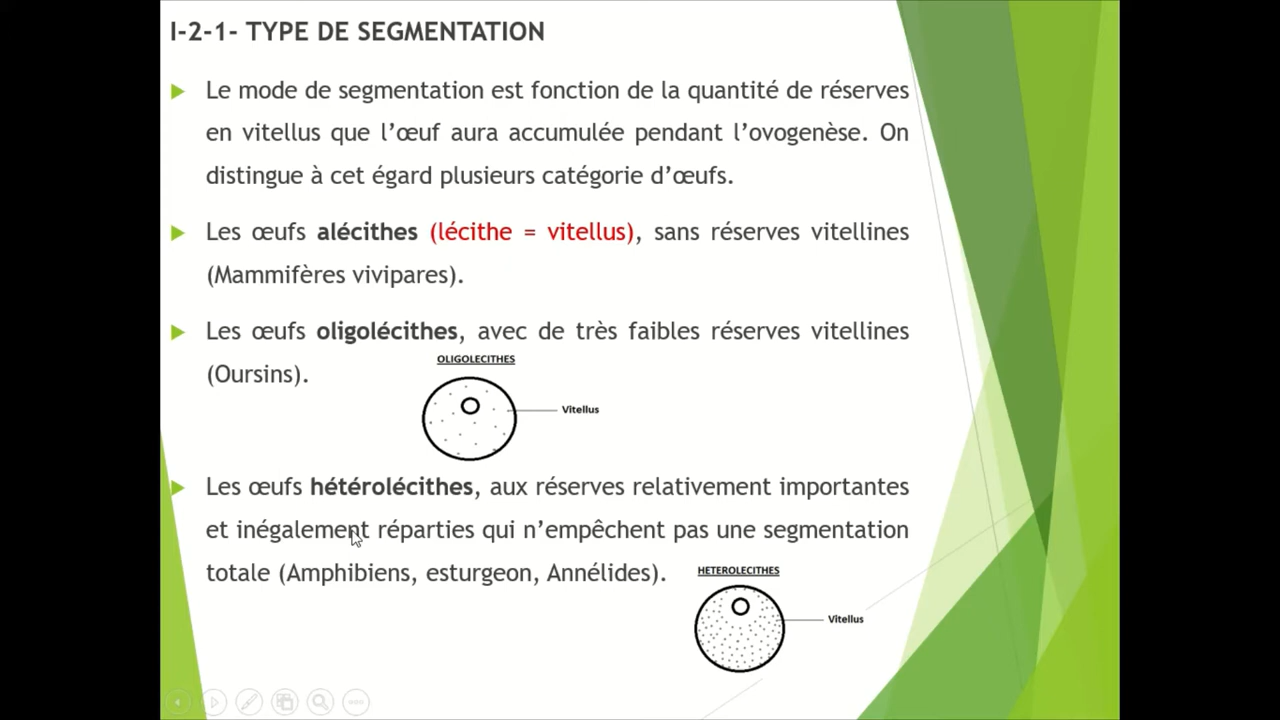 I-2-1- TYPE DE SEGMENTATION
Le mode de segmentation est fonction de la quantité de réserves
en vitellus que l’œuf aura accumulée pendant l’ovogenèse. On
distingue à cet égard plusieurs catégorie d’œufs.
Les œufs alécithes (lécithe = vitellus), sans réserves vitellines
(Mammifères vivipares).
Les œufs oligolécithes, avec de très faibles réserves vitellines
(Oursins).
OLIGOLECITHES
Vitellus
Les œufs hétérolécithes, aux réserves relativement importantes
et inégalement réparties qui n’empêchent pas une segmentation
totale (Amphibiens, esturgeon, Annélides).
HETEROLECITHES
Vitellus